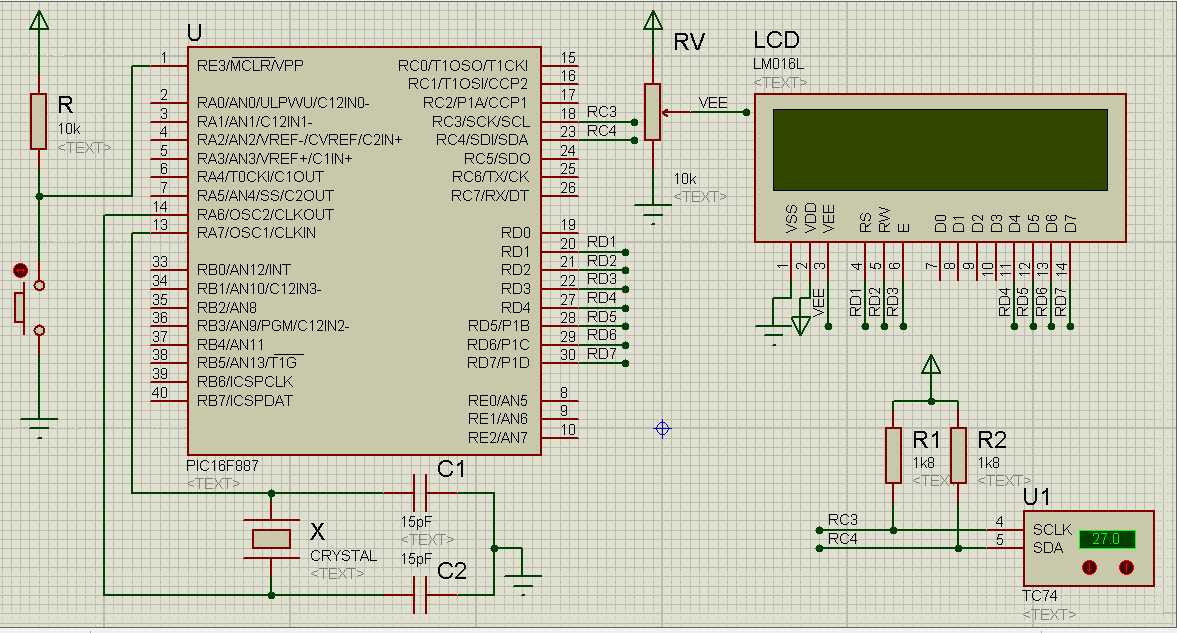 U
RV
LCD
LM016L
<TEXT>
R
10k
<TEXT>
1 RE3/MCLR/VPP
2 RA0/AN0/ULPWU/C12IN0-
3 RA1/AN1/C12IN1-
4 RA2/AN2/VREF-/CVREF/C2IN+
5 RA3/AN3/VREF+/C1IN+
6 RA4/T0CKI/C1OUT
7 RA5/AN4/SS/C2OUT
14 RA6/OSC2/CLKOUT
13 RA7/OSC1/CLKIN
33 RB0/AN12/INT
34 RB1/AN10/C12IN3-
35 RB2/AN8
36 RB3/AN9/PGM/C12IN2-
37 RB4/AN11
38 RB5/AN13/T1G
39 RB6/ICSPCLK
40 RB7/ICSPDAT
RC0/T1OSO/T1CKI 15
RC1/T1OSI/CCP2 16
RC2/P1A/CCP1 17
RC3/SCK/SCL 18 RC3
RC4/SDI/SDA 23 RC4
RC5/SDO 24
RC6/TX/CK 25
RC7/RX/DT 26
RD0 19
RD1 20 RD1
RD2 21 RD2
RD3 22 RD3
RD4 27 RD4
RD5/P1B 28 RD5
RD6/P1C 29 RD6
RD7/P1D 30 RD7
RE0/AN5 8
RE1/AN6 9
RE2/AN7 10
PIC16F887
<TEXT>
VEE
10k
<TEXT>
VSS VDD VEE RS RW E D0 D1 D2 D3 D4 D5 D6 D7
1 2 3 4 5 6 7 8 9 10 11 12 13 14
VEE RD1 RD2 RD3 RD4 RD5 RD6 RD7
C1
15pF
<TEXT>
15pF
C2
X
CRYSTAL
<TEXT>
R1
1k8
<TEX
R2
1k8
<TEXT>
U1
RC3 4 SCLK
RC4 5 SDA
27.0
TC74
<TEXT>